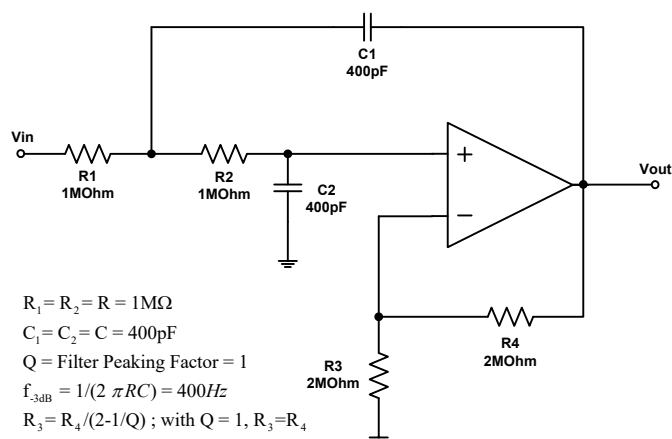 C1
400pF
Vin
R1
1MOhm
R2
1MOhm
C2
400pF
+
−
Vout
R4
2MOhm
R3
2MOhm
R₁= R₂= R = 1MΩ
C₁= C₂= C = 400pF
Q = Filter Peaking Factor = 1
f₋₃dB = 1/(2 πRC) = 400Hz
R₃= R₄/(2-1/Q) ; with Q = 1, R₃=R₄